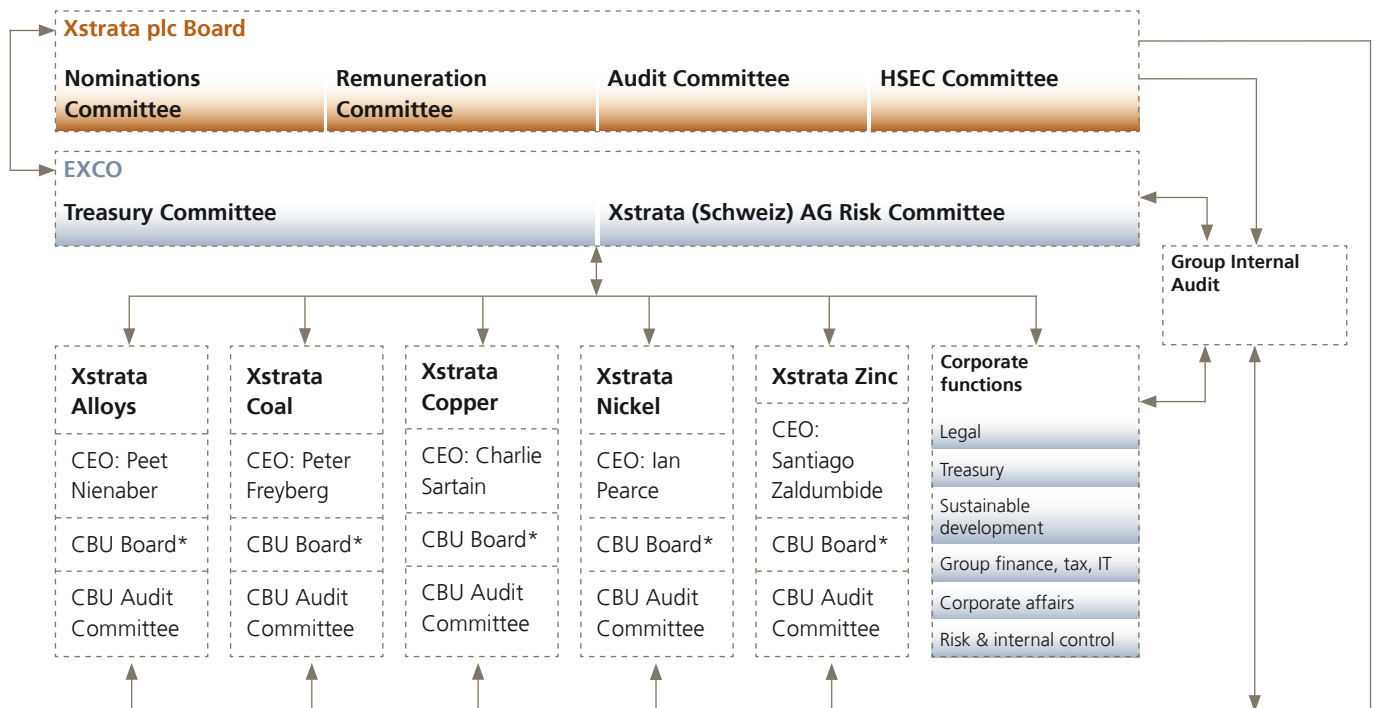 Xstrata plc Board
Nominations
Committee
Remuneration
Committee
Audit Committee
HSEC Committee
EXCO
Treasury Committee
Xstrata (Schweiz) AG Risk Committee
Group Internal
Audit
Xstrata
Alloys
CEO: Peet
Nienaber
CBU Board*
CBU Audit
Committee
Xstrata
Coal
CEO: Peter
Freyberg
CBU Board*
CBU Audit
Committee
Xstrata
Copper
CEO: Charlie
Sartain
CBU Board*
CBU Audit
Committee
Xstrata
Nickel
CEO: Ian
Pearce
CBU Board*
CBU Audit
Committee
Xstrata Zinc
CEO:
Santiago
Zaldumbide
CBU Board*
CBU Audit
Committee
Corporate
functions
Legal
Treasury
Sustainable
development
Group finance, tax, IT
Corporate affairs
Risk & internal control